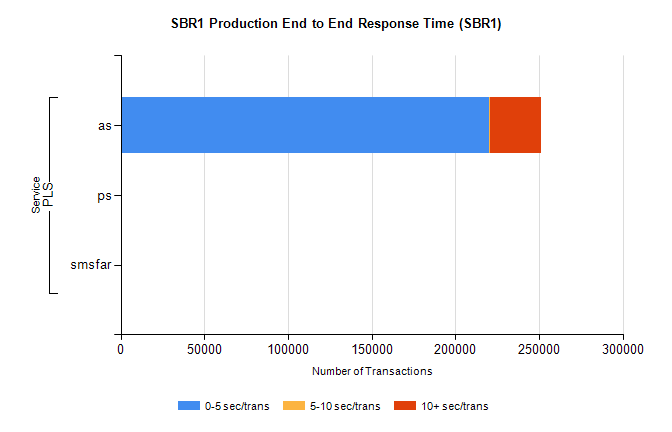 SBR1 Production End to End Response Time (SBR1)
Service
PLS
as
ps
smsfar
0 50000 100000 150000 200000 250000 300000
Number of Transactions
0-5 sec/trans 5-10 sec/trans 10+ sec/trans